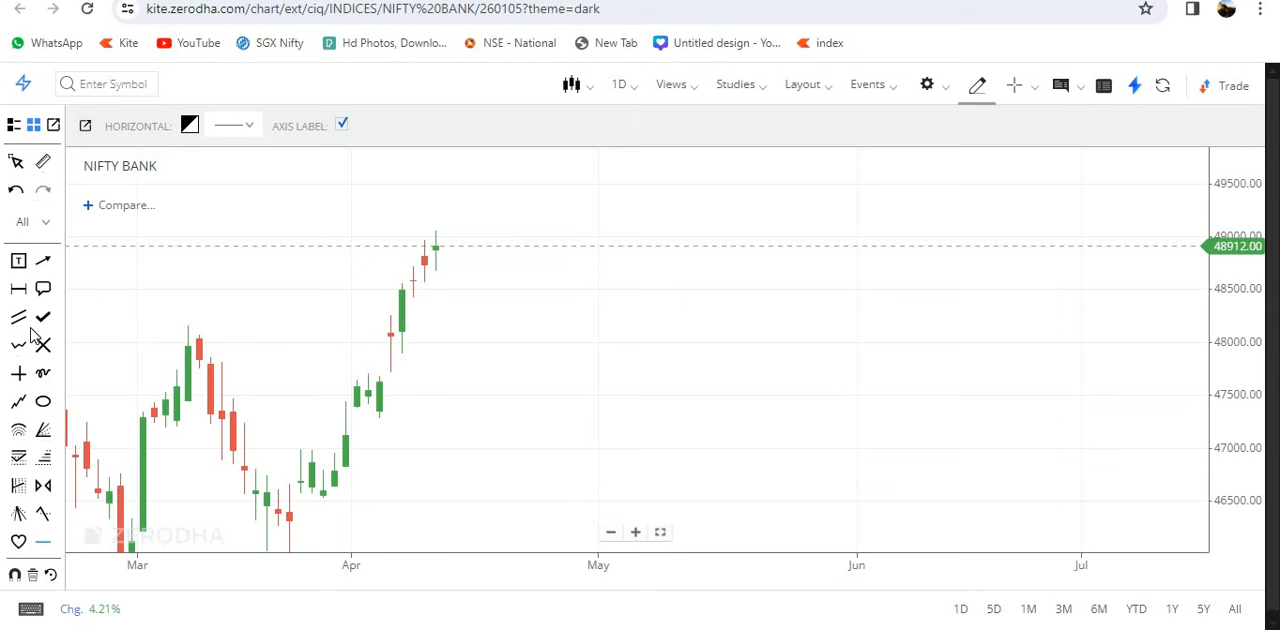 kite.zerodha.com/chart/ext/ciq/INDICES/NIFTY%20BANK/260105?theme=dark
WhatsApp Kite YouTube SGX Nifty Hd Photos, Downlo... NSE - National New Tab Untitled design - Yo... index
Enter Symbol 1D Views Studies Layout Events Trade
HORIZONTAL: AXIS LABEL:
NIFTY BANK
49500.00
Compare...
All
49000.00
48912.00
T
48500.00
48000.00
47500.00
47000.00
46500.00
ZERODHA
Mar Apr May Jun Jul
Chg. 4.21% 1D 5D 1M 3M 6M YTD 1Y 5Y All